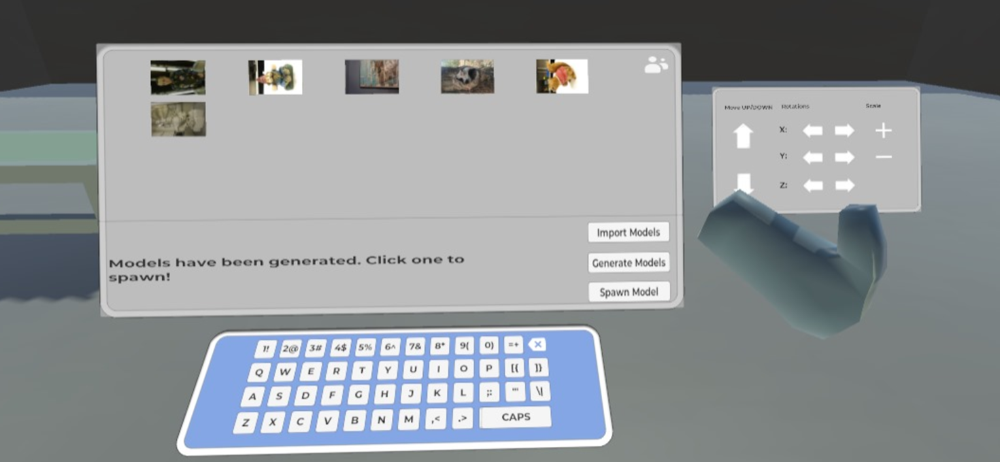 Move UP/DOWN Rotations Scale
X:
Y:
Z:
Import Models
Generate Models
Spawn Model
Models have been generated. Click one to
spawn!
1! 2@ 3# 4$ 5% 6^ 7& 8* 9( 0) =+
Q W E R T Y U I O P [{ ]}
A S D F G H J K L ;: '" \|
Z X C V B N M ,< .> CAPS